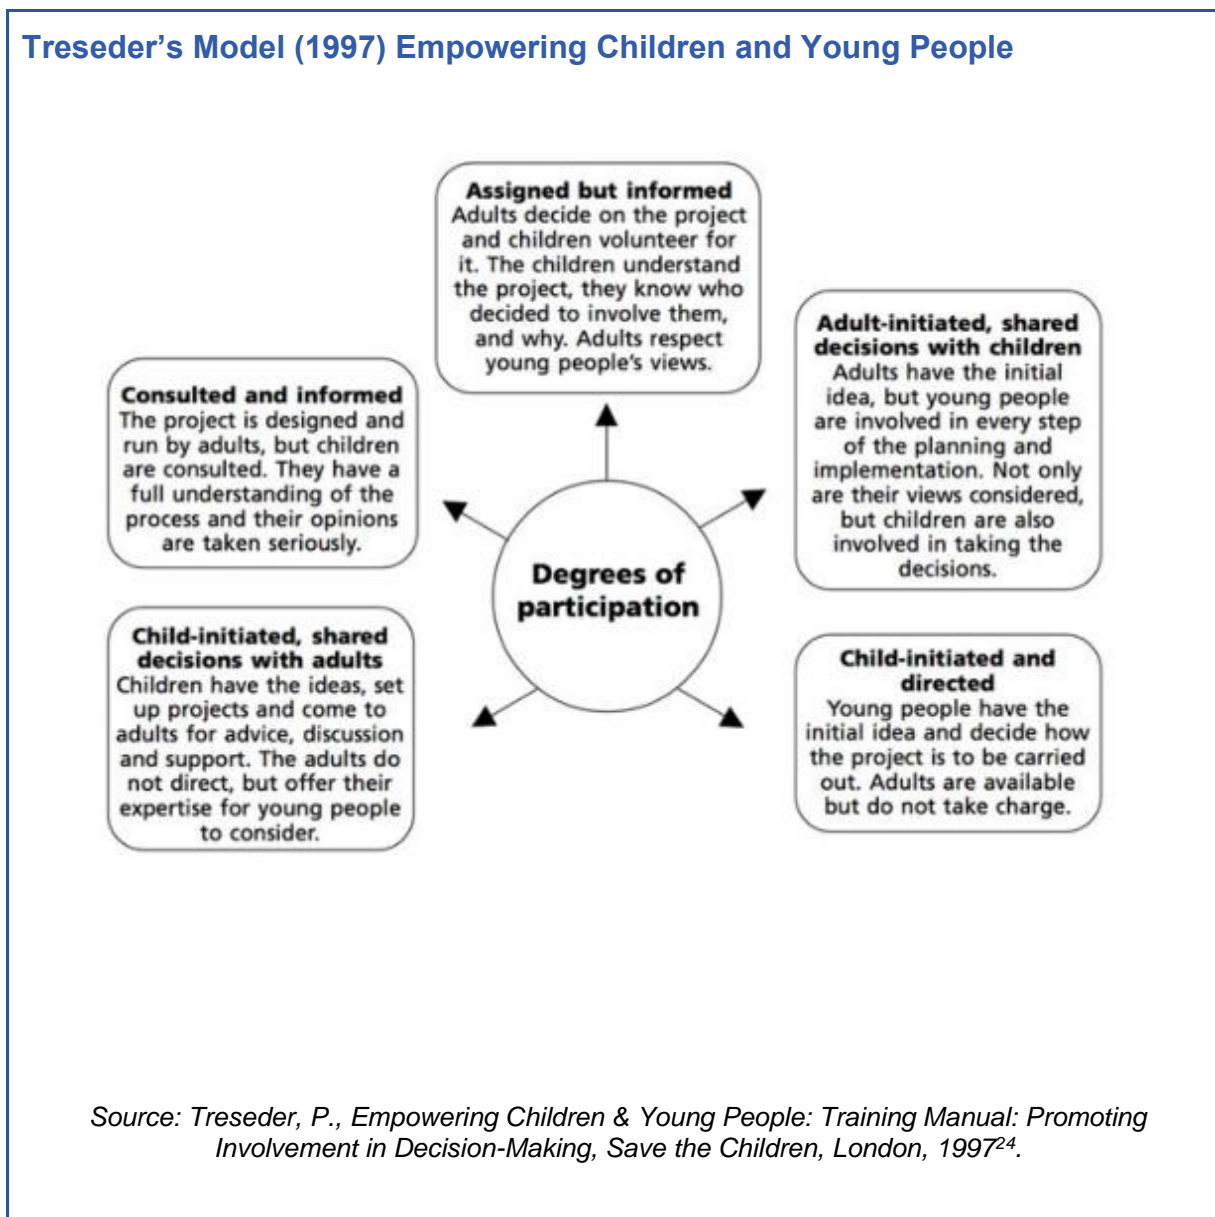 Treseder’s Model (1997) Empowering Children and Young People
Assigned but informed
Adults decide on the project
and children volunteer for
it. The children understand
the project, they know who
decided to involve them,
and why. Adults respect
young people’s views.
Adult-initiated, shared
decisions with children
Adults have the initial
idea, but young people
are involved in every step
of the planning and
implementation. Not only
are their views considered,
but children are also
involved in taking the
decisions.
Consulted and informed
The project is designed and
run by adults, but children
are consulted. They have a
full understanding of the
process and their opinions
are taken seriously.
Degrees of
participation
Child-initiated, shared
decisions with adults
Children have the ideas, set
up projects and come to
adults for advice, discussion
and support. The adults do
not direct, but offer their
expertise for young people
to consider.
Child-initiated and
directed
Young people have the
initial idea and decide how
the project is to be carried
out. Adults are available
but do not take charge.
Source: Treseder, P., Empowering Children & Young People: Training Manual: Promoting
Involvement in Decision-Making, Save the Children, London, 1997²⁴.